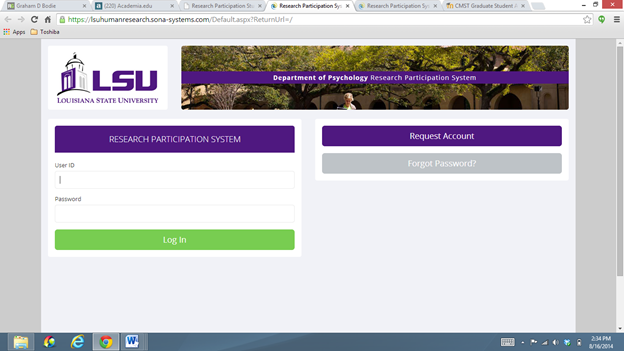 Graham D Bodie
(220) Academia.edu
Research Participation St
Research Participation Sy
Research Participation Sy
CMST Graduate Student
https://lsuhumanresearch.sona-systems.com/Default.aspx?ReturnUrl=/
Apps
Toshiba
LSU
LOUISIANA STATE UNIVERSITY
Department of Psychology Research Participation System
RESEARCH PARTICIPATION SYSTEM
User ID
Password
Log In
Request Account
Forgot Password?
2:34 PM
8/16/2014